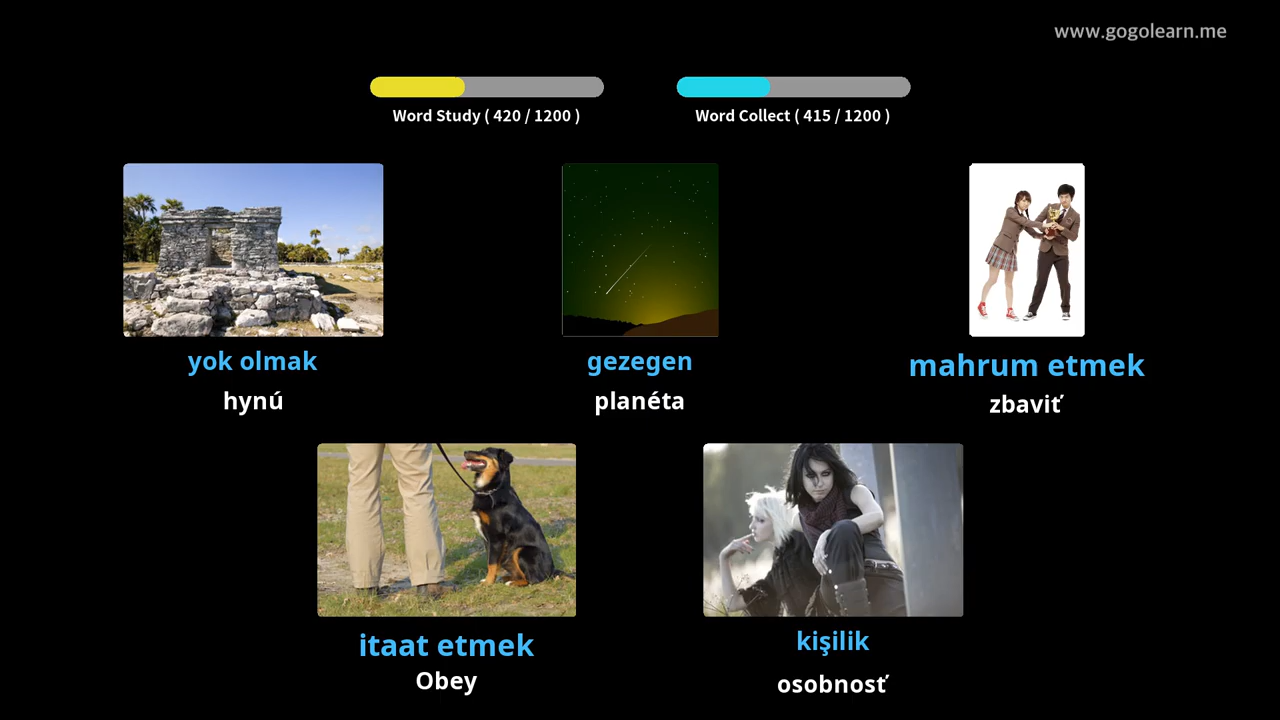 www.gogolearn.me
Word Study ( 420 / 1200 )
Word Collect ( 415 / 1200 )
yok olmak
hynú
gezegen
planéta
mahrum etmek
zbaviť
itaat etmek
Obey
kişilik
osobnosť